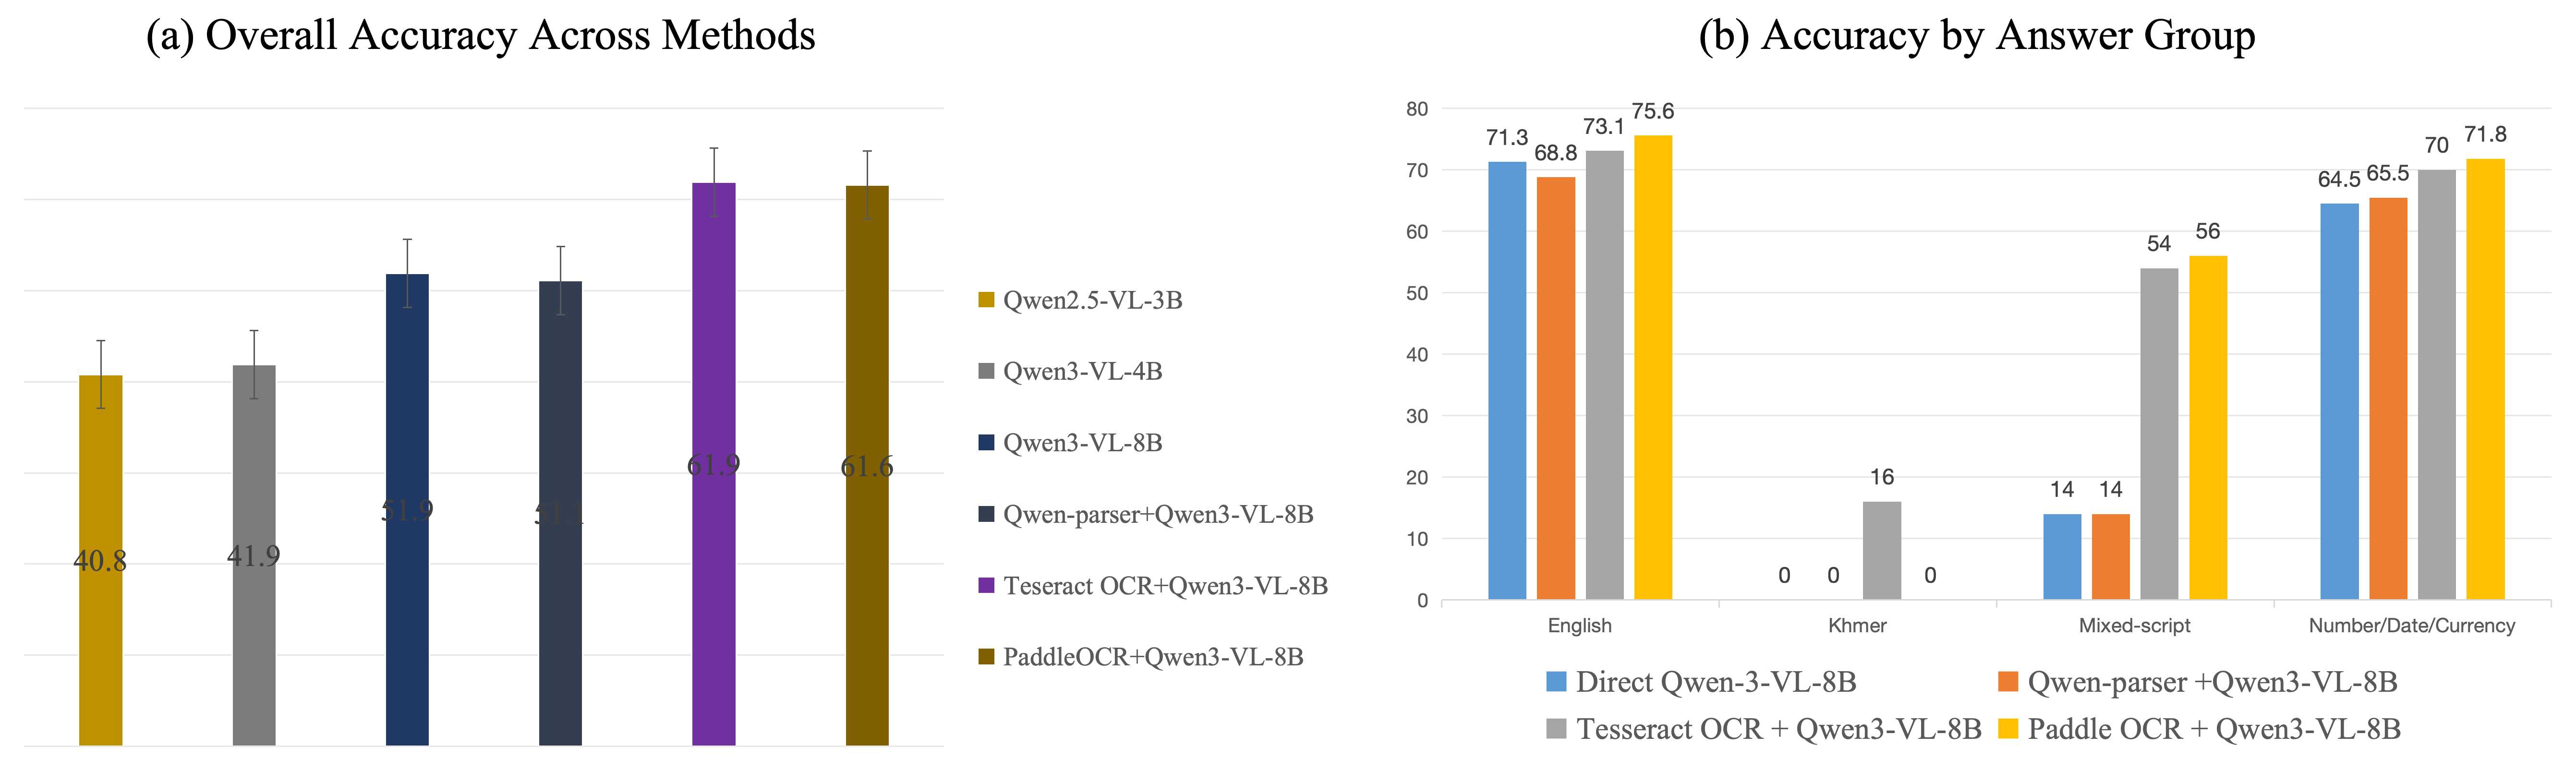 (a) Overall Accuracy Across Methods
40.8
41.9
51.9
51.1
61.9
61.6
Qwen2.5-VL-3B
Qwen3-VL-4B
Qwen3-VL-8B
Qwen-parser+Qwen3-VL-8B
Teseract OCR+Qwen3-VL-8B
PaddleOCR+Qwen3-VL-8B
(b) Accuracy by Answer Group
80
70
60
50
40
30
20
10
0
71.3
68.8
73.1
75.6
0
0
16
0
14
14
54
56
64.5
65.5
70
71.8
English
Khmer
Mixed-script
Number/Date/Currency
Direct Qwen-3-VL-8B
Qwen-parser +Qwen3-VL-8B
Tesseract OCR + Qwen3-VL-8B
Paddle OCR + Qwen3-VL-8B